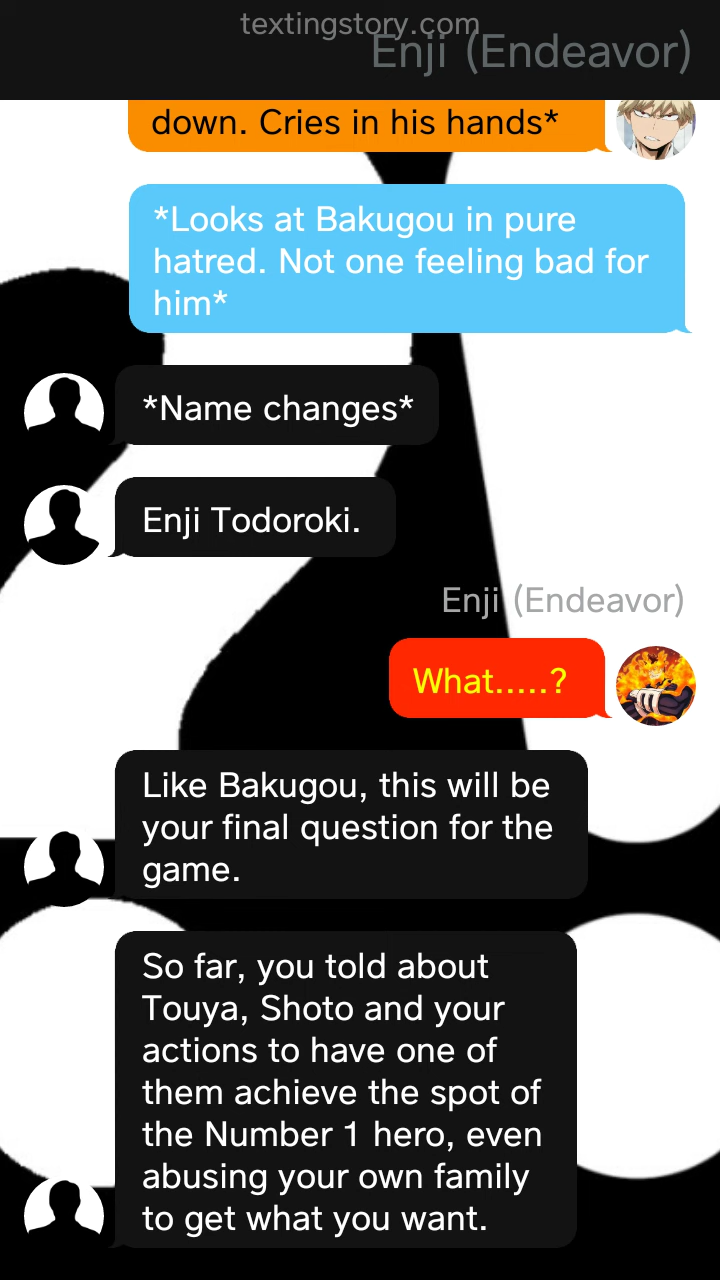 textingstory.com
Enji (Endeavor)
down. Cries in his hands*
*Looks at Bakugou in pure
hatred. Not one feeling bad for
him*
*Name changes*
Enji Todoroki.
Enji (Endeavor)
What.....?
Like Bakugou, this will be
your final question for the
game.
So far, you told about
Touya, Shoto and your
actions to have one of
them achieve the spot of
the Number 1 hero, even
abusing your own family
to get what you want.